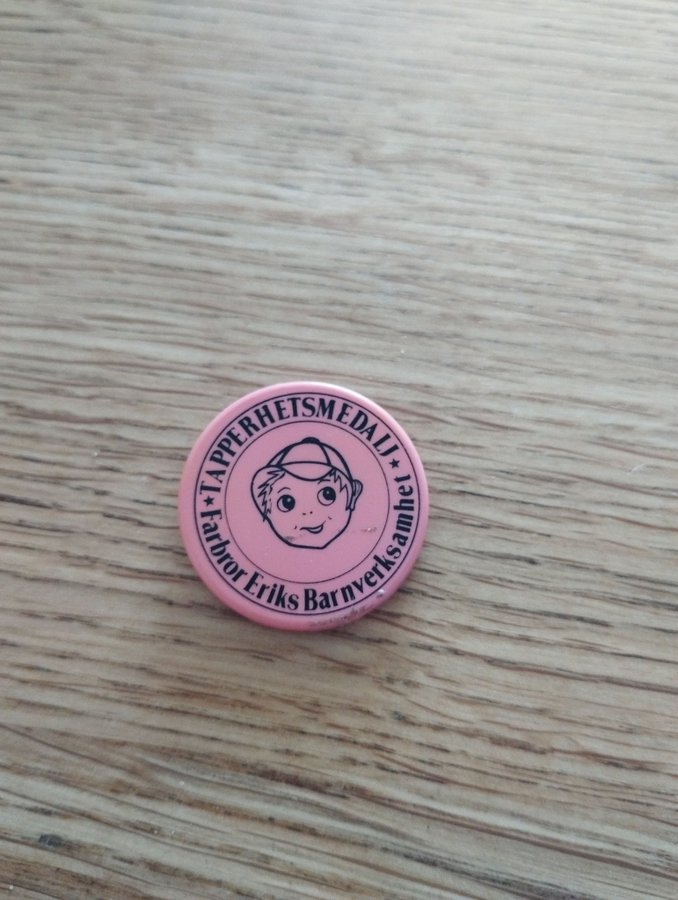 ★ TAPPERHETSMEDALJ ★
Farbror Eriks Barnverksamhet